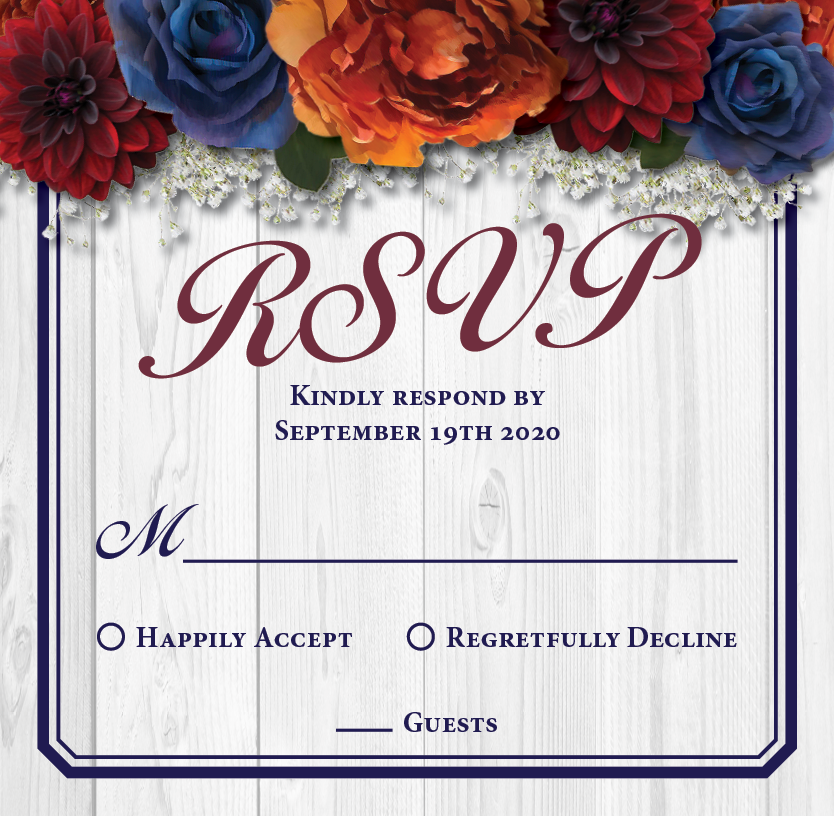 RSVP
Kindly respond by
September 19th 2020
M
Happily Accept Regretfully Decline
Guests